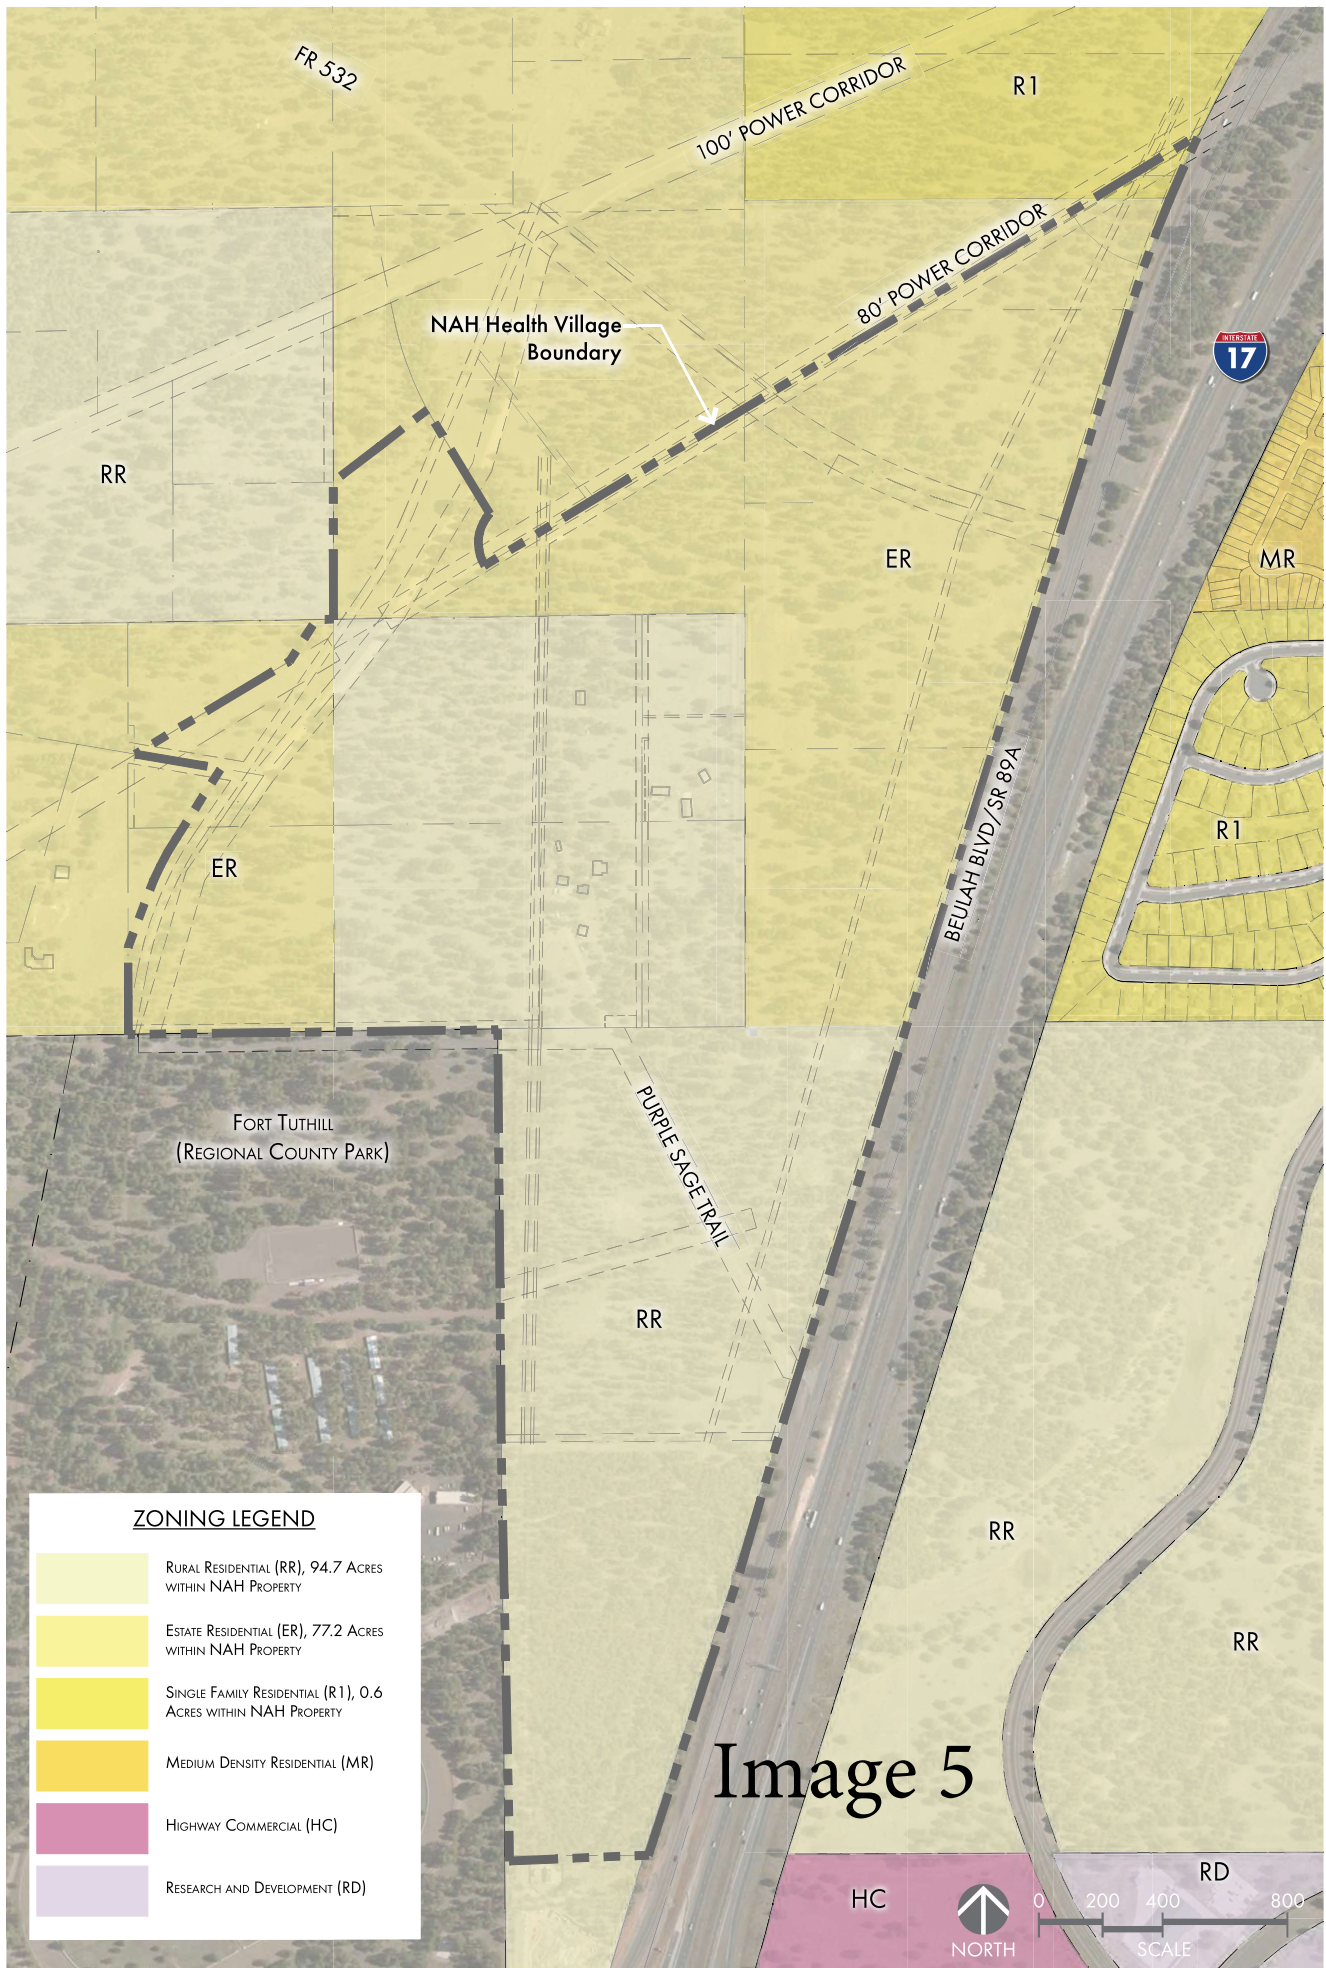 FR 532
100' POWER CORRIDOR
R1
80' POWER CORRIDOR
NAH Health Village
Boundary
INTERSTATE
17
RR
ER
MR
BEULAH BLVD/SR 89A
R1
ER
FORT TUTHILL
(REGIONAL COUNTY PARK)
PURPLE SAGE TRAIL
RR
RR
RR
ZONING LEGEND
RURAL RESIDENTIAL (RR), 94.7 ACRES
WITHIN NAH PROPERTY
ESTATE RESIDENTIAL (ER), 77.2 ACRES
WITHIN NAH PROPERTY
SINGLE FAMILY RESIDENTIAL (R1), 0.6
ACRES WITHIN NAH PROPERTY
MEDIUM DENSITY RESIDENTIAL (MR)
HIGHWAY COMMERCIAL (HC)
RESEARCH AND DEVELOPMENT (RD)
Image 5
HC
RD
0 200 400 800
NORTH
SCALE